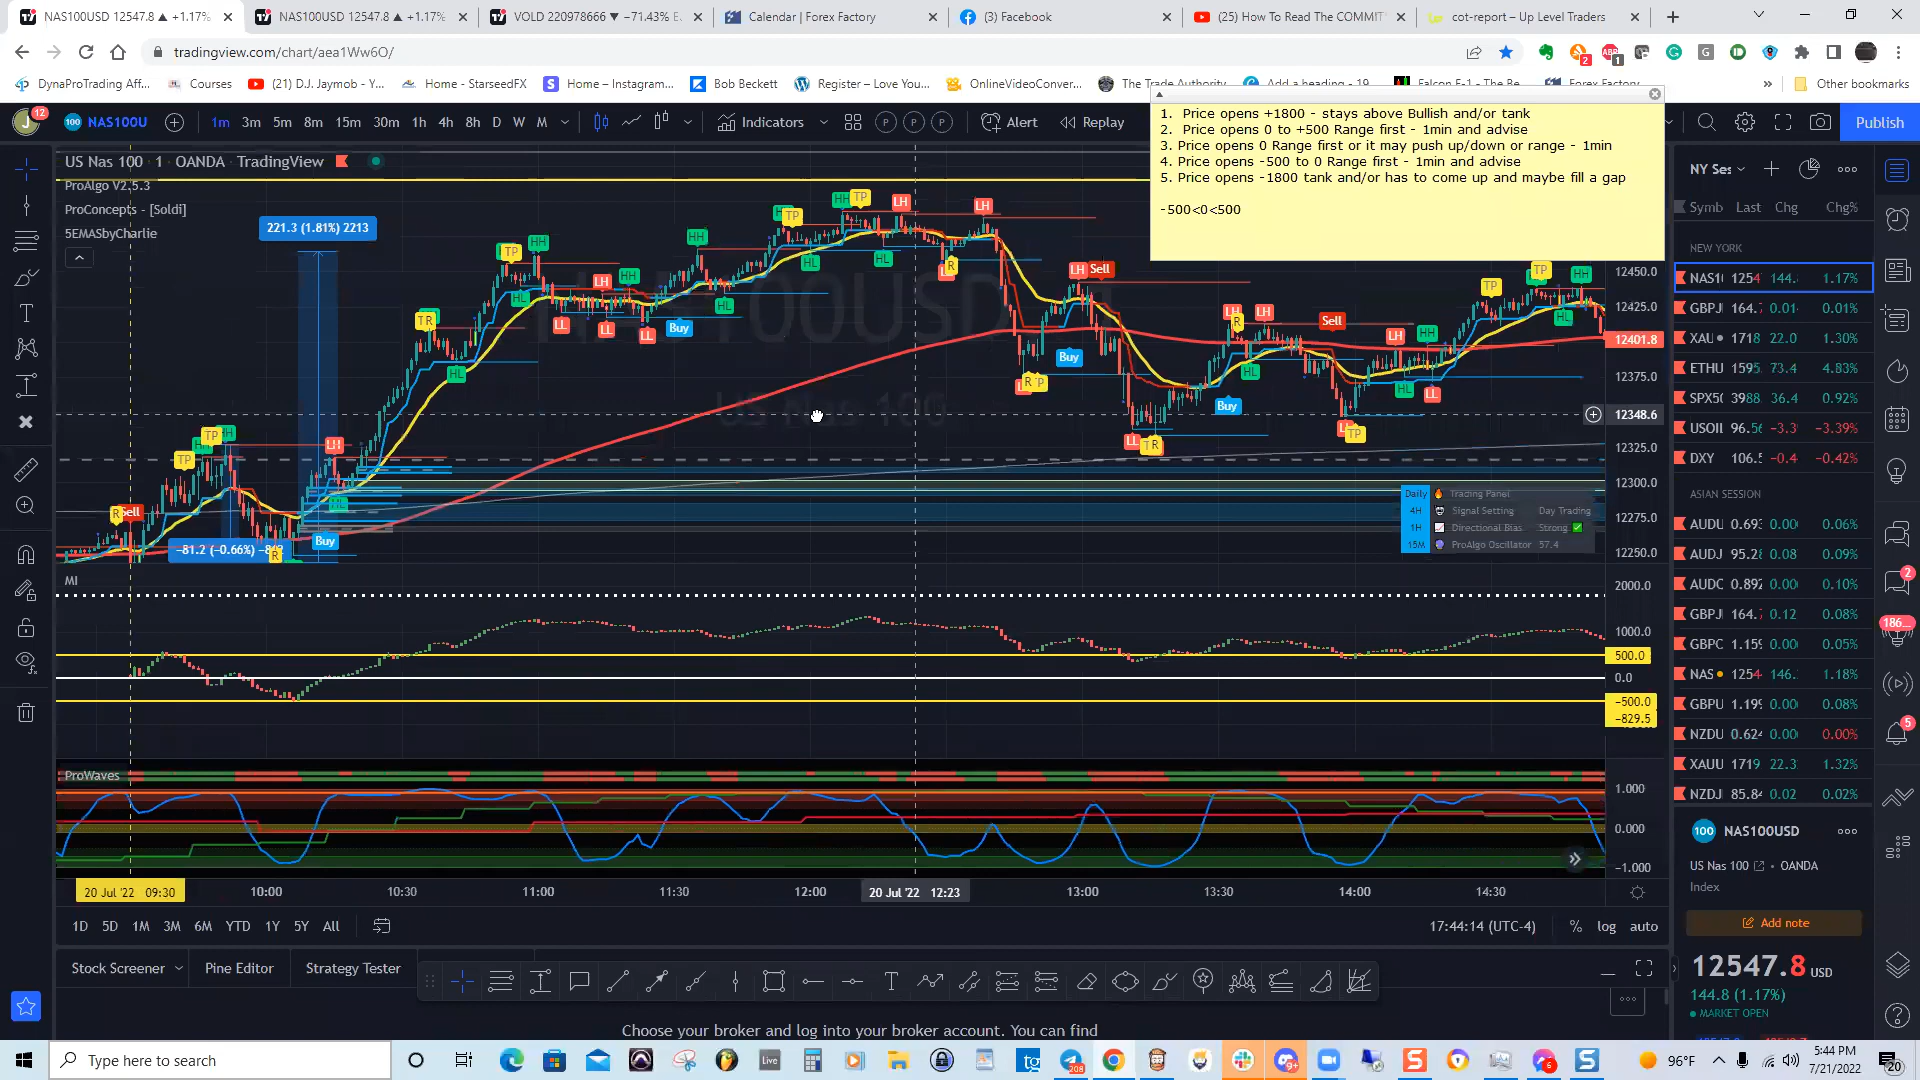 NAS100USD 12547.8 ▲ +1.17%
NAS100USD 12547.8 ▲ +1.17%
VOLD 220978666 ▼ −71.43% E
Calendar | Forex Factory
(3) Facebook
(25) How To Read The COMMIT
cot-report – Up Level Traders
tradingview.com/chart/aea1Ww6O/
DynaProTrading Aff...
Courses
(21) D.J. Jaymob - Y...
Home - StarseedFX
Home – Instagram...
Bob Beckett
Register – Love You...
OnlineVideoConver...
The Trade Authority
Add a heading - 19
Falcon F-1 - The Be
Forex Factory
Other bookmarks
1. Price opens +1800 - stays above Bullish and/or tank
2. Price opens 0 to +500 Range first - 1min and advise
3. Price opens 0 Range first or it may push up/down or range - 1min
4. Price opens -500 to 0 Range first - 1min and advise
5. Price opens -1800 tank and/or has to come up and maybe fill a gap
-500<0<500
NAS100U
1m 3m 5m 8m 15m 30m 1h 4h 8h D W M
Indicators
Alert
Replay
Publish
US Nas 100 · 1 · OANDA · TradingView
ProAlgo V2.5.3
ProConcepts - [Soldi]
5EMASbyCharlie
221.3 (1.81%) 2213
−81.2 (−0.66%)
12450.0
12425.0
12401.8
12375.0
12348.6
12325.0
12300.0
12275.0
12250.0
Daily Trading Panel
4H Signal Setting Day Trading
1H Directional Bias Strong
15M ProAlgo Oscillator 57.4
MI
2000.0
1000.0
500.0
0.0
−500.0
−829.5
ProWaves
1.000
0.000
−1.000
20 Jul '22 09:30
10:00
10:30
11:00
11:30
12:00
20 Jul '22 12:23
13:00
13:30
14:00
14:30
1D 5D 1M 3M 6M YTD 1Y 5Y All
17:44:14 (UTC-4)
% log auto
Stock Screener
Pine Editor
Strategy Tester
Choose your broker and log into your broker account. You can find
NY Ses
Symb Last Chg Chg%
NEW YORK
NAS1 1254 144. 1.17%
GBPJ 164. 0.01 0.01%
XAU 1718 22.0 1.30%
ETHU 1595 73.4 4.83%
SPX5 3988 36.4 0.92%
USOI 96.56 −3.3 −3.39%
DXY 106.5 −0.4 −0.42%
ASIAN SESSION
AUDU 0.693 0.00 0.06%
AUDJ 95.28 0.08 0.09%
AUDC 0.892 0.00 0.10%
GBPJ 164. 0.12 0.08%
GBPC 1.159 0.00 0.05%
NAS 1254 146. 1.18%
GBPU 1.199 0.00 0.08%
NZDU 0.624 0.00 0.00%
XAUU 1719 22.3 1.32%
NZDJ 85.84 0.02 0.02%
NAS100USD
US Nas 100 • OANDA
Index
Add note
12547.8 USD
144.8 (1.17%)
MARKET OPEN
Type here to search
96°F
5:44 PM
7/21/2022